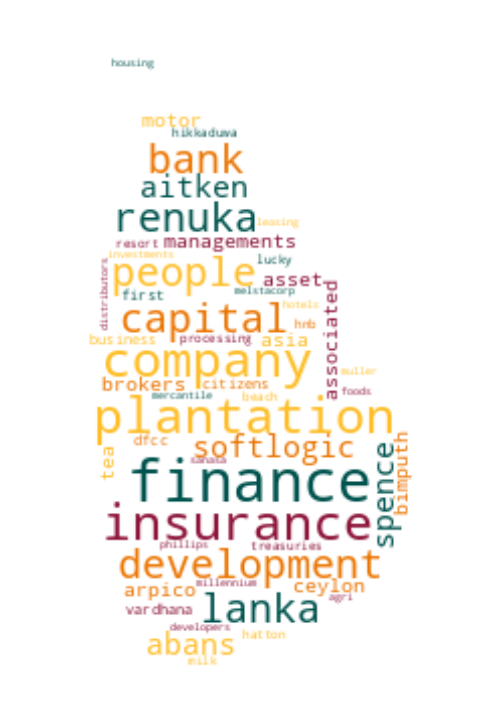 housing
motor
hikkaduwa
bank
aitken
renuka
leasing
resort managements
investments
lucky
people asset
first melstacorp
distributors
capital hotels
hnb
associated
business processing asia
company
muller
brokers citizens
foods
mercantile beach
plantation
dfcc softlogic
tea sanasa
spence
bimputh
finance
insurance
phillips treasuries
development
millennium
arpico ceylon
agri
vardhana lanka
developers
hatton
abans
milk